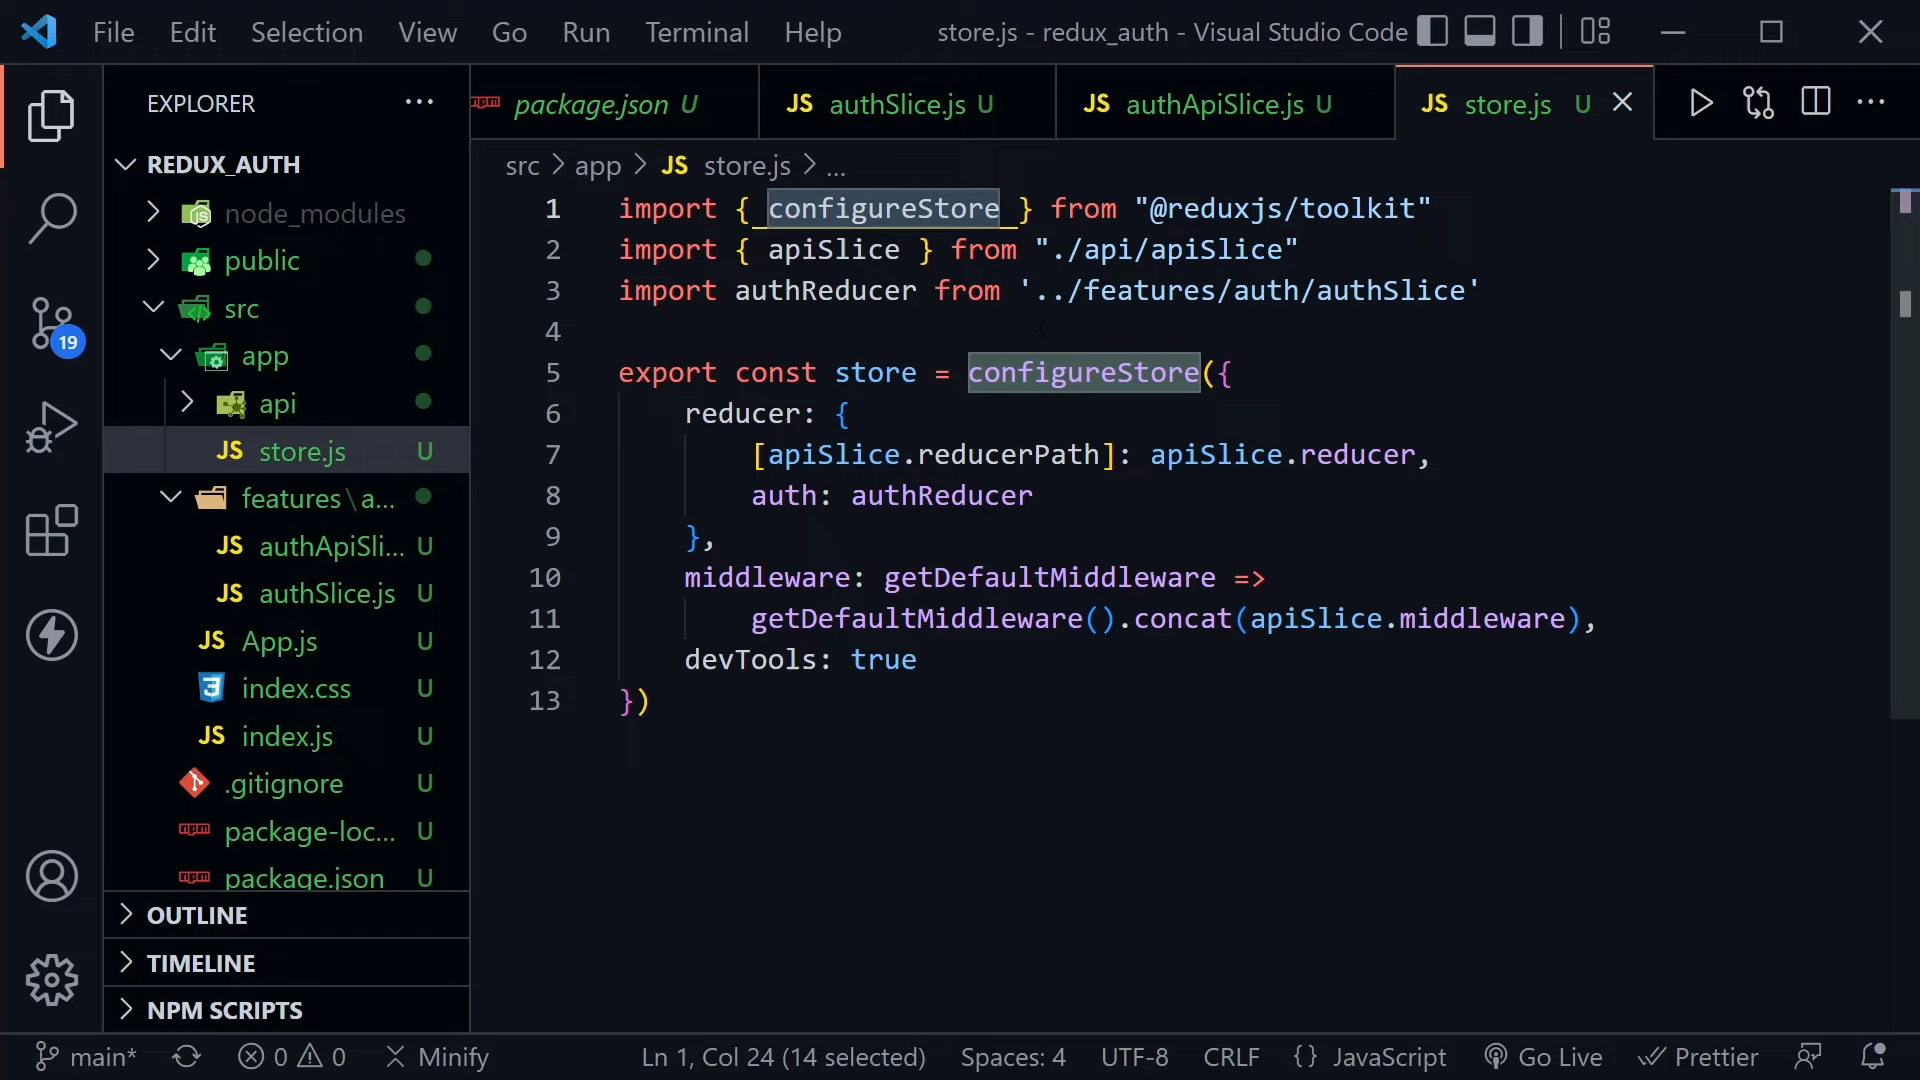 File Edit Selection View Go Run Terminal Help store.js - redux_auth - Visual Studio Code
EXPLORER
package.json U JS authSlice.js U JS authApiSlice.js U JS store.js U
REDUX_AUTH
src > app > JS store.js > ...
node_modules
public
src
app
api
JS store.js U
features\a...
JS authApiSli... U
JS authSlice.js U
JS App.js U
index.css U
JS index.js U
.gitignore U
package-loc... U
package.json U
OUTLINE
TIMELINE
NPM SCRIPTS
19
1 import { configureStore } from "@reduxjs/toolkit"
2 import { apiSlice } from "./api/apiSlice"
3 import authReducer from '../features/auth/authSlice'
4
5 export const store = configureStore({
6 reducer: {
7 [apiSlice.reducerPath]: apiSlice.reducer,
8 auth: authReducer
9 },
10 middleware: getDefaultMiddleware =>
11 getDefaultMiddleware().concat(apiSlice.middleware),
12 devTools: true
13 })
main* 0 0 Minify Ln 1, Col 24 (14 selected) Spaces: 4 UTF-8 CRLF {} JavaScript Go Live Prettier